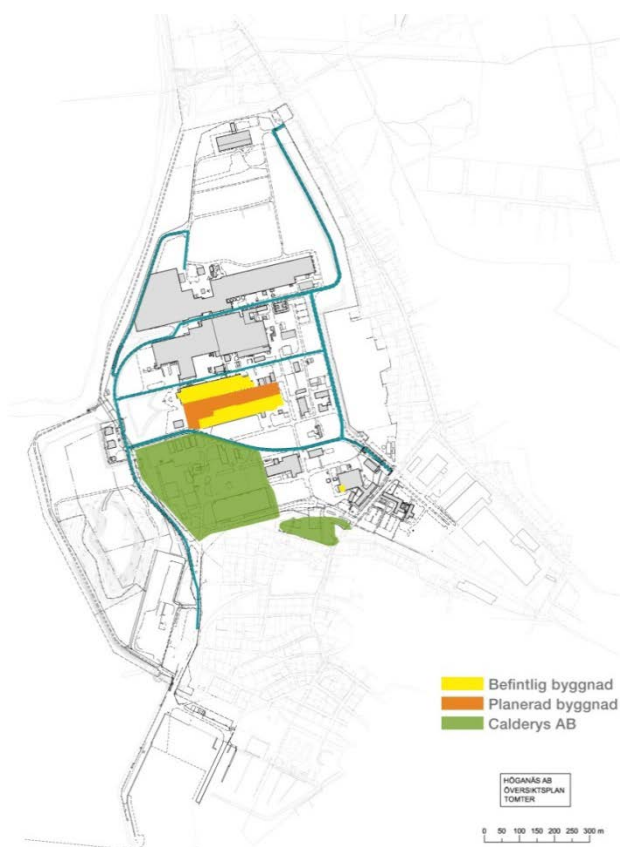 Befintlig byggnad
Planerad byggnad
Calderys AB
HÖGANÄS AB
ÖVERSIKTSPLAN
TOMTER
0 50 100 150 200 250 300 m